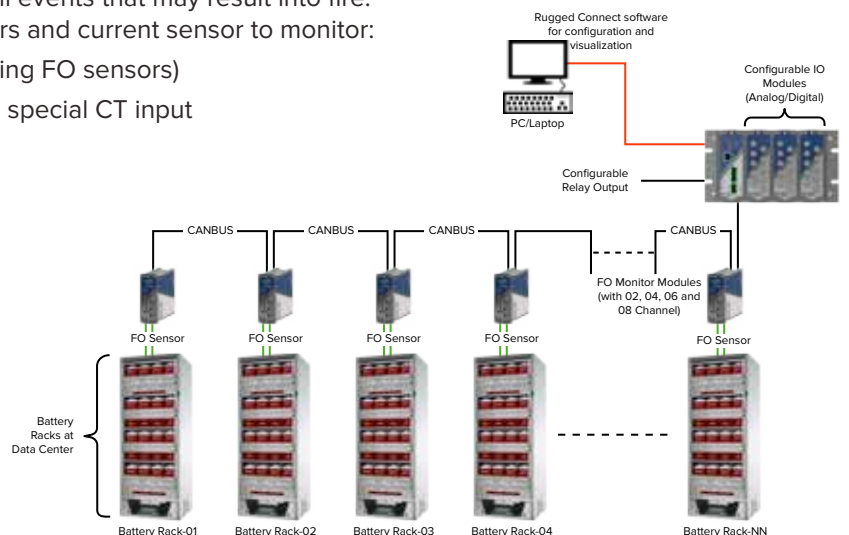 events that may result into fire.
rs and current sensor to monitor:
ing FO sensors)
special CT input
Rugged Connect software
for configuration and
visualization
PC/Laptop
Configurable IO
Modules
(Analog/Digital)
Configurable
Relay Output
CANBUS
CANBUS
CANBUS
CANBUS
FO Monitor Modules
(with 02, 04, 06 and
08 Channel)
FO Sensor
FO Sensor
FO Sensor
FO Sensor
FO Sensor
Battery
Racks at
Data Center
Battery Rack-01
Battery Rack-02
Battery Rack-03
Battery Rack-04
Battery Rack-NN